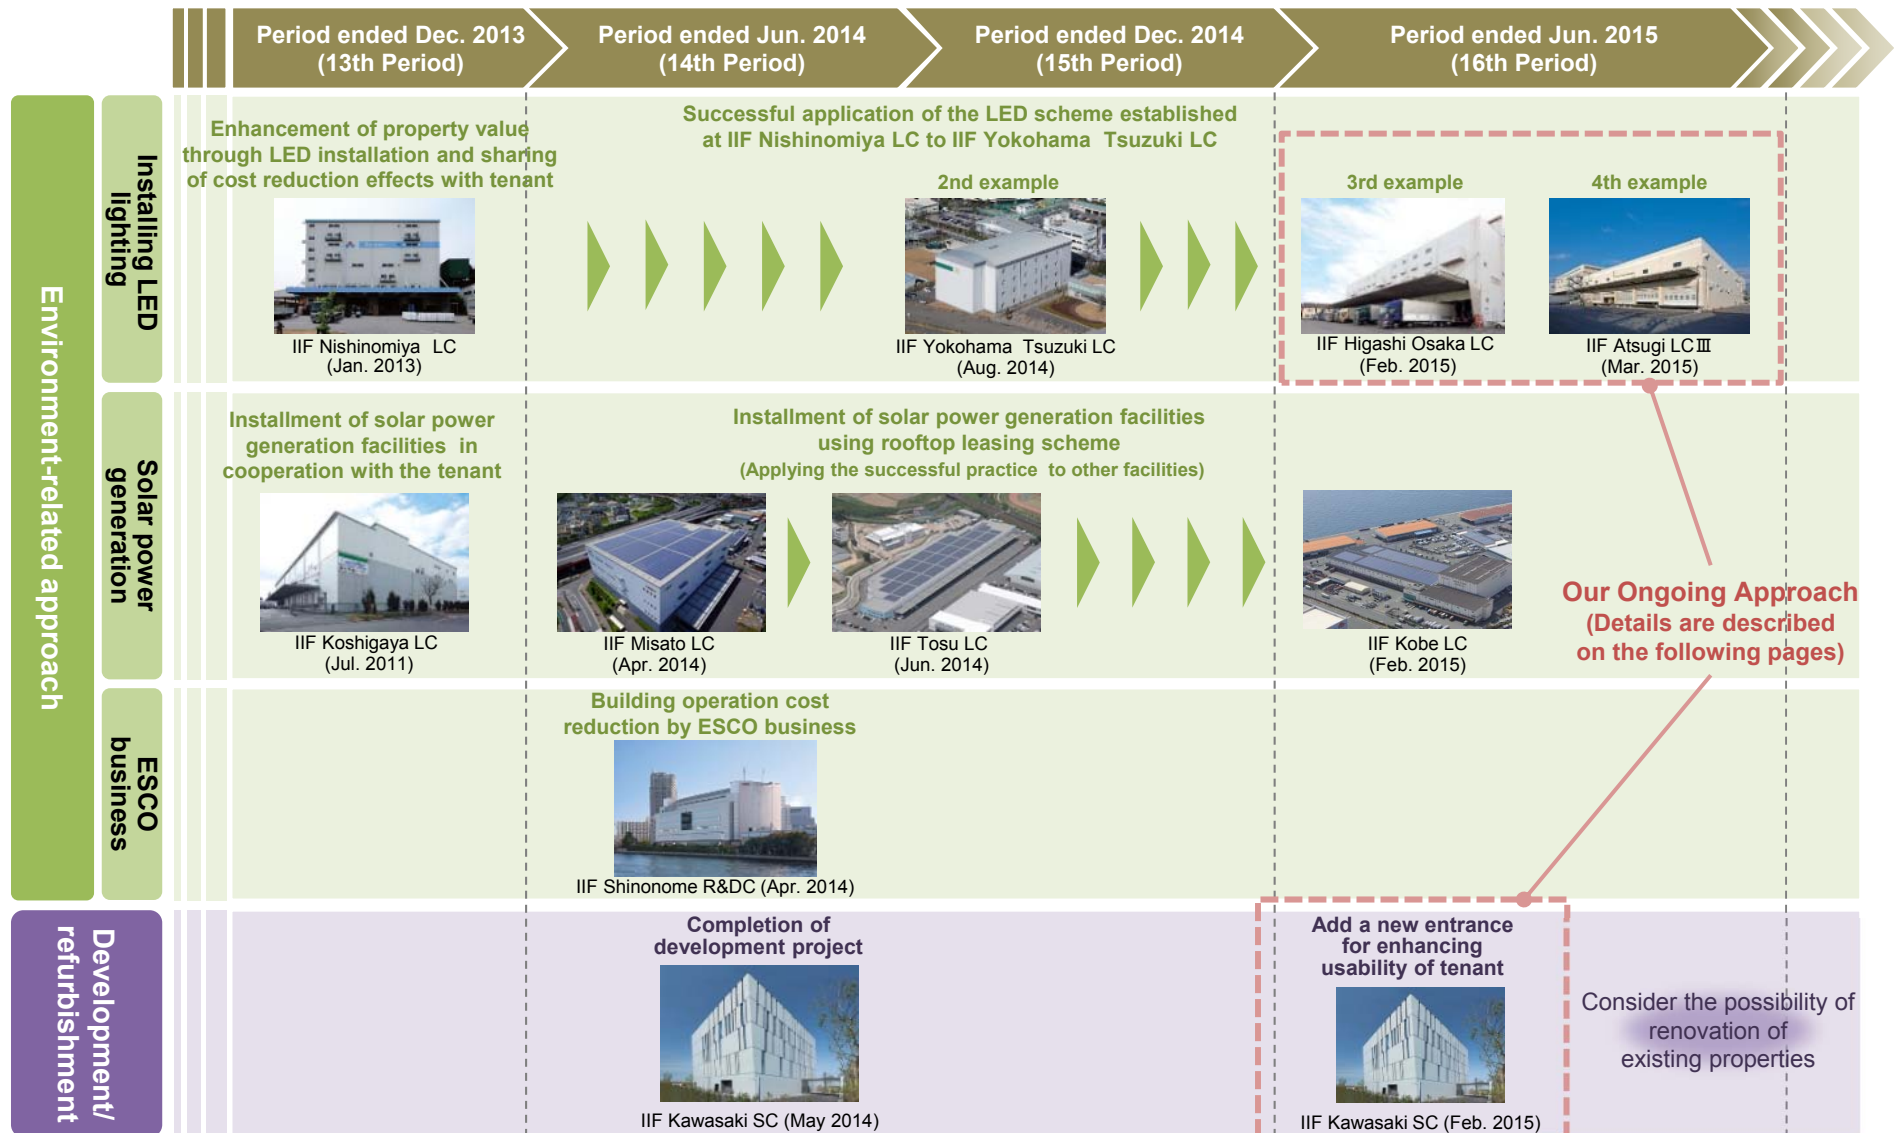 Period ended Dec. 2013
(13th Period)
Period ended Jun. 2014
(14th Period)
Period ended Dec. 2014
(15th Period)
Period ended Jun. 2015
(16th Period)
Environment-related approach
Installing LED
lighting
Enhancement of property value
through LED installation and sharing
of cost reduction effects with tenant
IIF Nishinomiya LC
(Jan. 2013)
Successful application of the LED scheme established
at IIF Nishinomiya LC to IIF Yokohama Tsuzuki LC
2nd example
IIF Yokohama Tsuzuki LC
(Aug. 2014)
3rd example
IIF Higashi Osaka LC
(Feb. 2015)
4th example
IIF Atsugi LCⅢ
(Mar. 2015)
Solar power
generation
Installment of solar power
generation facilities in
cooperation with the tenant
IIF Koshigaya LC
(Jul. 2011)
Installment of solar power generation facilities
using rooftop leasing scheme
(Applying the successful practice to other facilities)
IIF Misato LC
(Apr. 2014)
IIF Tosu LC
(Jun. 2014)
IIF Kobe LC
(Feb. 2015)
Our Ongoing Approach
(Details are described
on the following pages)
ESCO
business
Building operation cost
reduction by ESCO business
IIF Shinonome R&DC (Apr. 2014)
Development/
refurbishment
Completion of
development project
IIF Kawasaki SC (May 2014)
Add a new entrance
for enhancing
usability of tenant
IIF Kawasaki SC (Feb. 2015)
Consider the possibility of
renovation of
existing properties